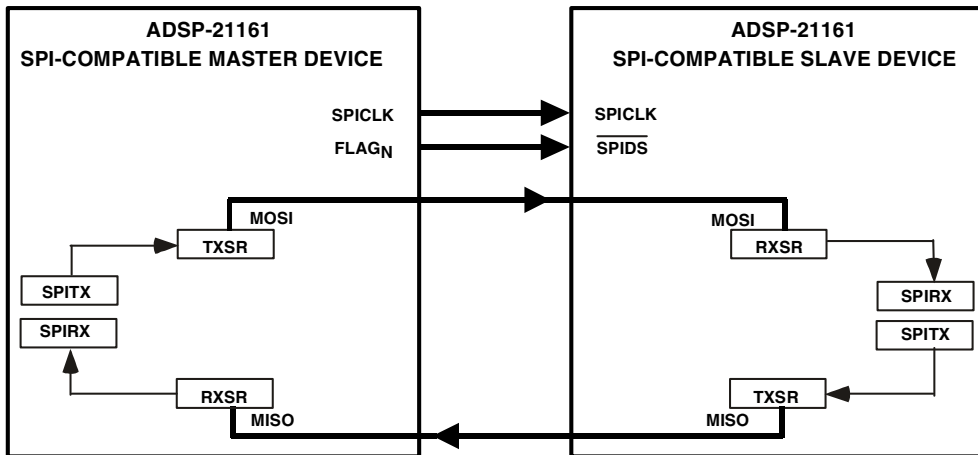 ADSP-21161
SPI-COMPATIBLE MASTER DEVICE
SPICLK
FLAGN
MOSI
TXSR
SPITX
SPIRX
RXSR
MISO
ADSP-21161
SPI-COMPATIBLE SLAVE DEVICE
SPICLK
SPIDS
MOSI
RXSR
SPIRX
SPITX
TXSR
MISO